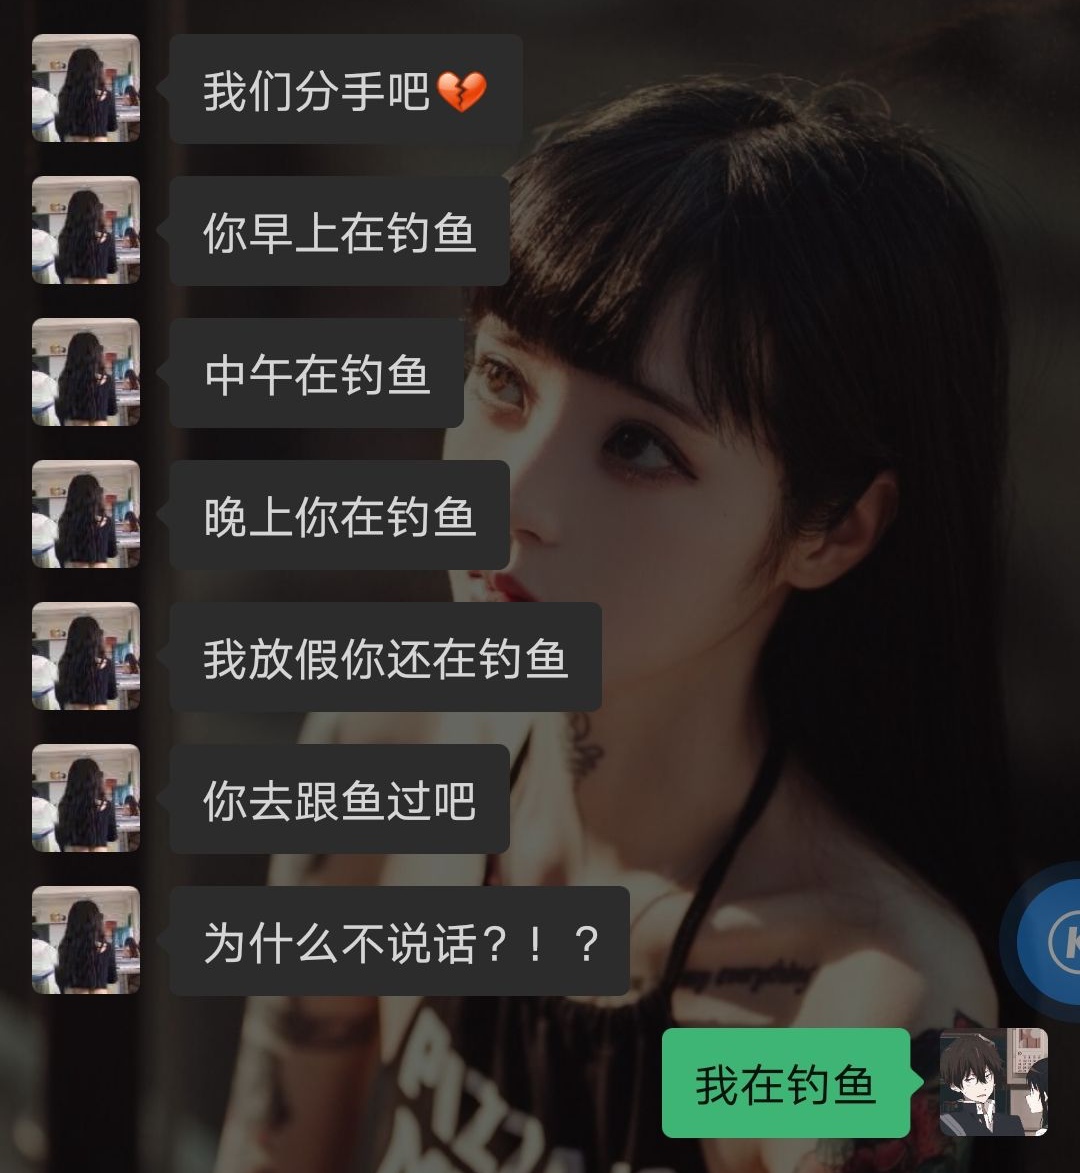 我们分手吧💔
你早上在钓鱼
中午在钓鱼
晚上你在钓鱼
我放假你还在钓鱼
你去跟鱼过吧
为什么不说话？！？
我在钓鱼
K